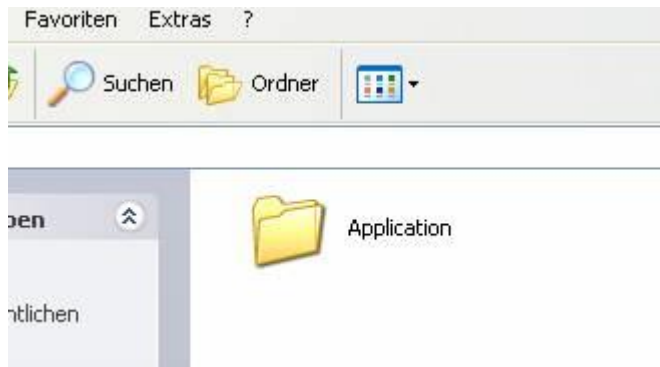 Favoriten Extras ?
Suchen Ordner
Application